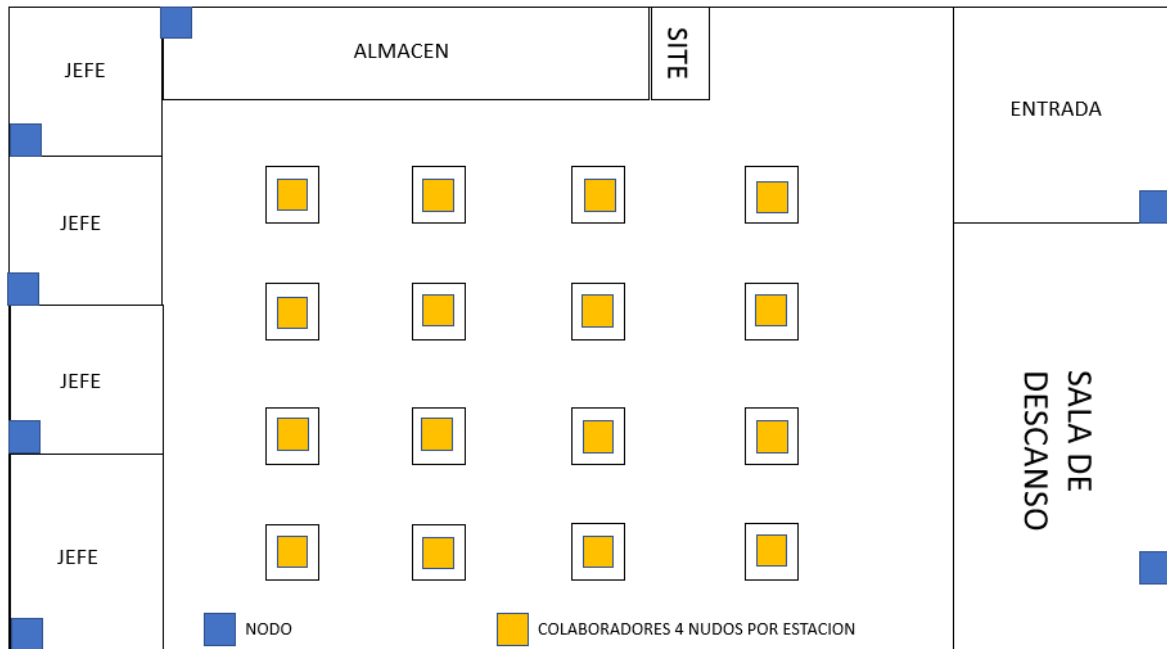 JEFE
ALMACEN
SITE
ENTRADA
JEFE
JEFE
SALA DE
DESCANSO
JEFE
NODO
COLABORADORES 4 NUDOS POR ESTACION